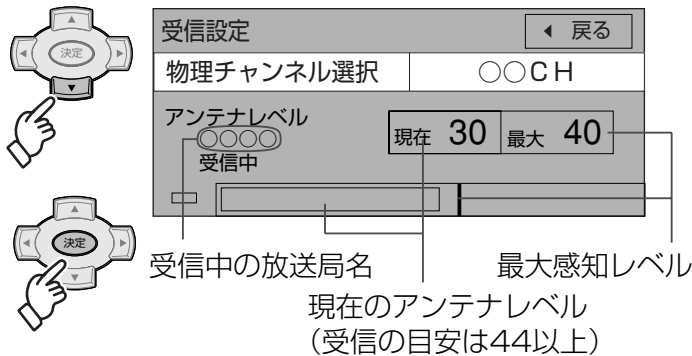 決定
受信設定
戻る
物理チャンネル選択
○○CH
アンテナレベル
○○○○
受信中
現在 30 最大 40
決定
受信中の放送局名
最大感知レベル
現在のアンテナレベル
(受信の目安は44以上)